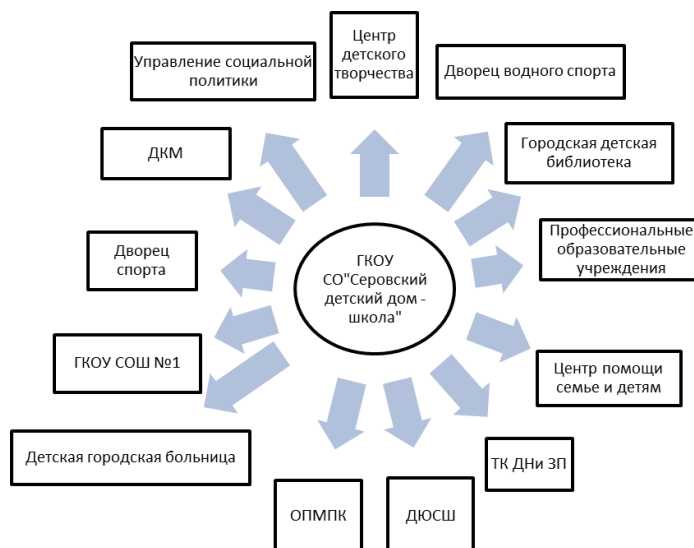 Центр
детского
творчества
Управление социальной
политики
Дворец водного спорта
ДКМ
Городская детская
библиотека
Дворец
спорта
ГКОУ
СО"Серовский
детский дом -
школа"
Профессиональные
образовательные
учреждения
ГКОУ СОШ №1
Центр помощи
семье и детям
Детская городская больница
ТК ДНи ЗП
ОПМПК
ДЮСШ